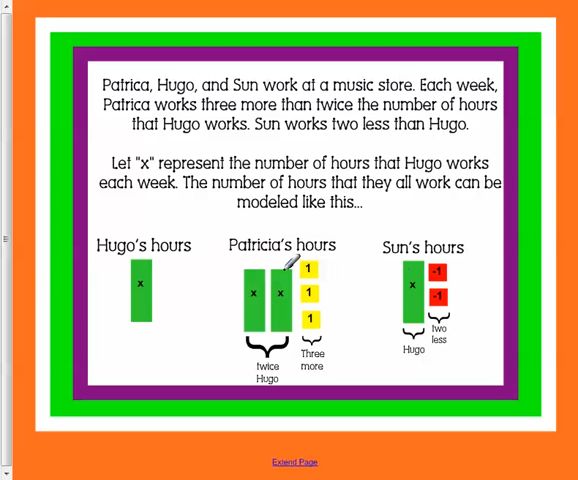 Patrica, Hugo, and Sun work at a music store. Each week,
Patrica works three more than twice the number of hours
that Hugo works. Sun works two less than Hugo.
Let "x" represent the number of hours that Hugo works
each week. The number of hours that they all work can be
modeled like this...
Hugo's hours
Patricia's hours
Sun's hours
x
x
x
1
1
1
x
-1
-1
twice
Hugo
Three
more
Hugo
two
less
Extend Page